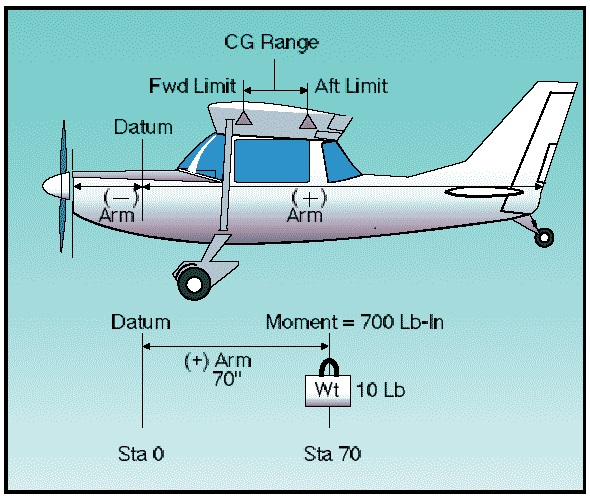 CG Range
Fwd Limit
Aft Limit
Datum
(–)
Arm
(+)
Arm
Datum
Moment = 700 Lb-In
(+) Arm
70"
Wt
10 Lb
Sta 0
Sta 70